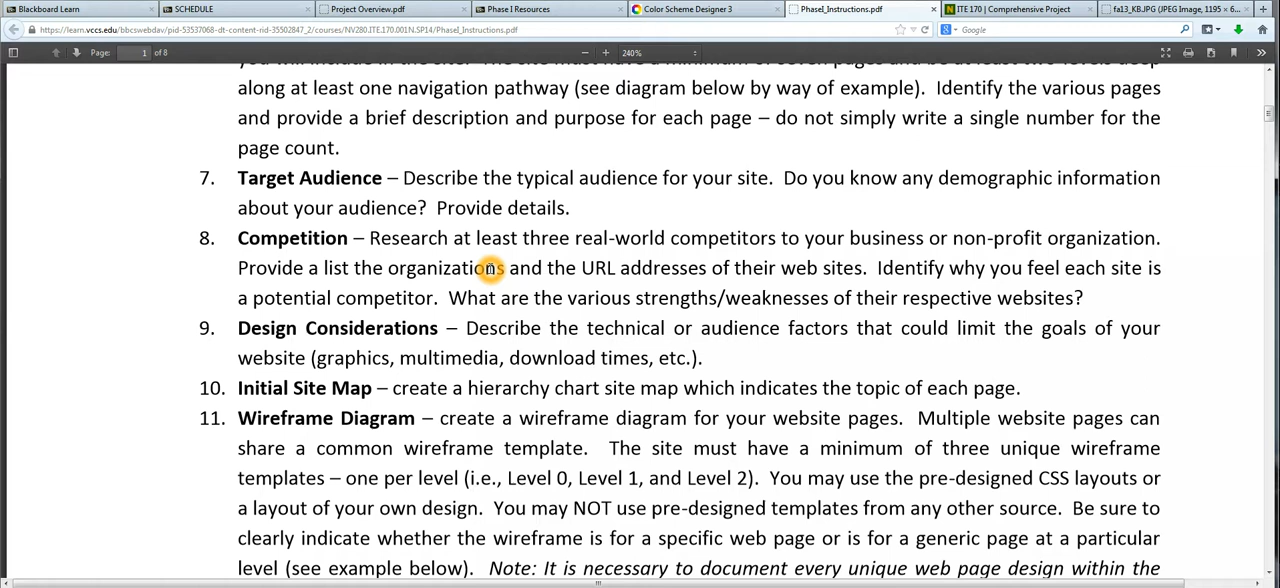 Blackboard Learn
SCHEDULE
Project Overview.pdf
Phase I Resources
Color Scheme Designer 3
PhaseI_Instructions.pdf
ITE 170 | Comprehensive Project
fa13_KB.JPG (JPEG Image, 1195 × 6...
https://learn.vccs.edu/bbcswebdav/pid-53537068-dt-content-rid-35502847_2/courses/NV280.ITE.170.001N.SP14/PhaseI_Instructions.pdf
Google
Page: 1 of 8
240%
along at least one navigation pathway (see diagram below by way of example). Identify the various pages
and provide a brief description and purpose for each page – do not simply write a single number for the
page count.
7. Target Audience – Describe the typical audience for your site. Do you know any demographic information
about your audience? Provide details.
8. Competition – Research at least three real-world competitors to your business or non-profit organization.
Provide a list the organizations and the URL addresses of their web sites. Identify why you feel each site is
a potential competitor. What are the various strengths/weaknesses of their respective websites?
9. Design Considerations – Describe the technical or audience factors that could limit the goals of your
website (graphics, multimedia, download times, etc.).
10. Initial Site Map – create a hierarchy chart site map which indicates the topic of each page.
11. Wireframe Diagram – create a wireframe diagram for your website pages. Multiple website pages can
share a common wireframe template. The site must have a minimum of three unique wireframe
templates – one per level (i.e., Level 0, Level 1, and Level 2). You may use the pre-designed CSS layouts or
a layout of your own design. You may NOT use pre-designed templates from any other source. Be sure to
clearly indicate whether the wireframe is for a specific web page or is for a generic page at a particular
level (see example below). Note: It is necessary to document every unique web page design within the